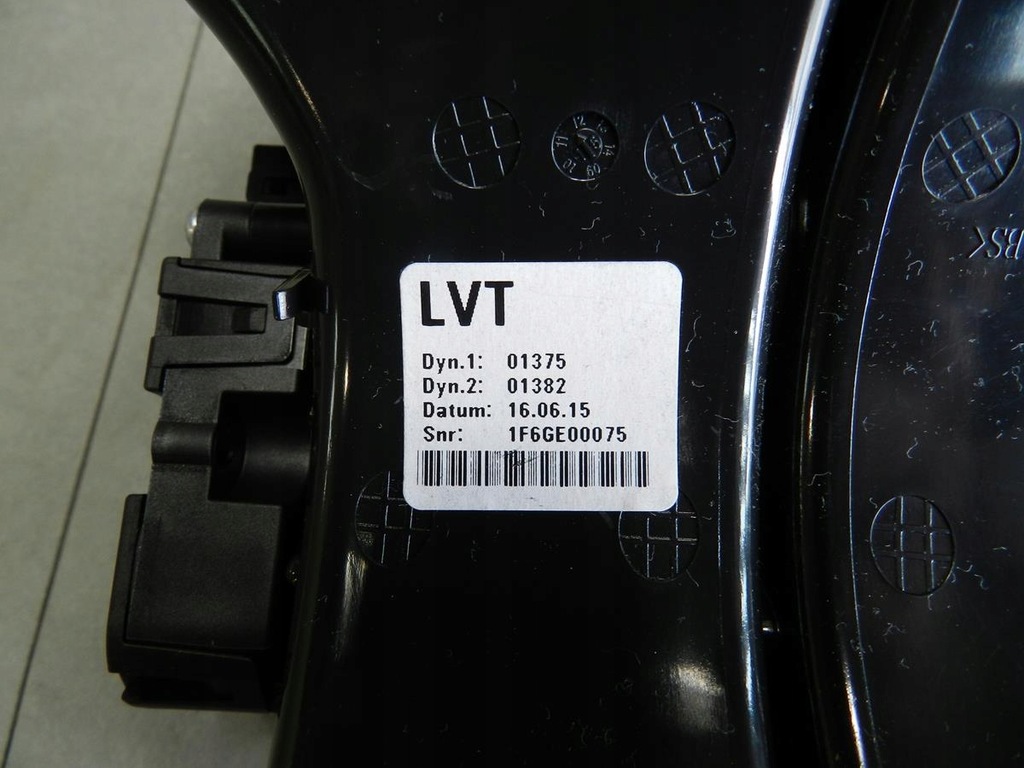 LVT
Dyn.1: 01375
Dyn.2: 01382
Datum: 16.06.15
Snr: 1F6GE00075